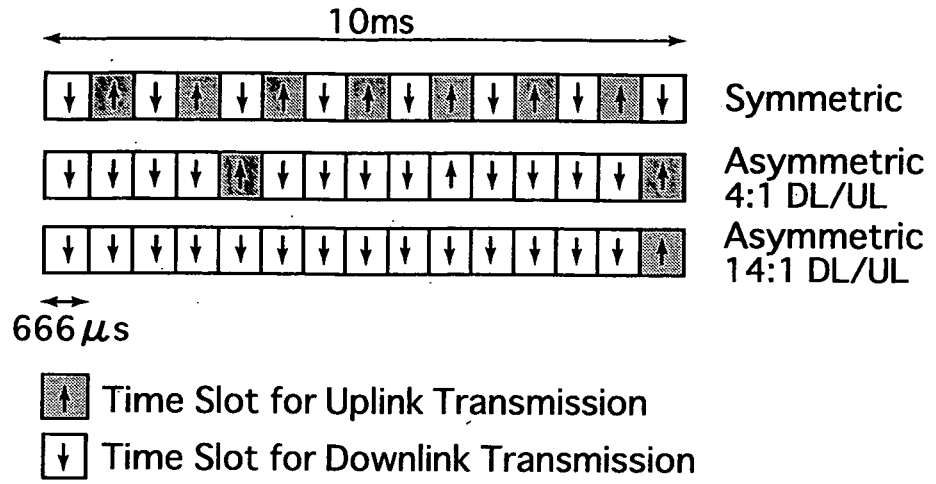 10ms
Symmetric
Asymmetric
4:1 DL/UL
Asymmetric
14:1 DL/UL
666μs
Time Slot for Uplink Transmission
Time Slot for Downlink Transmission